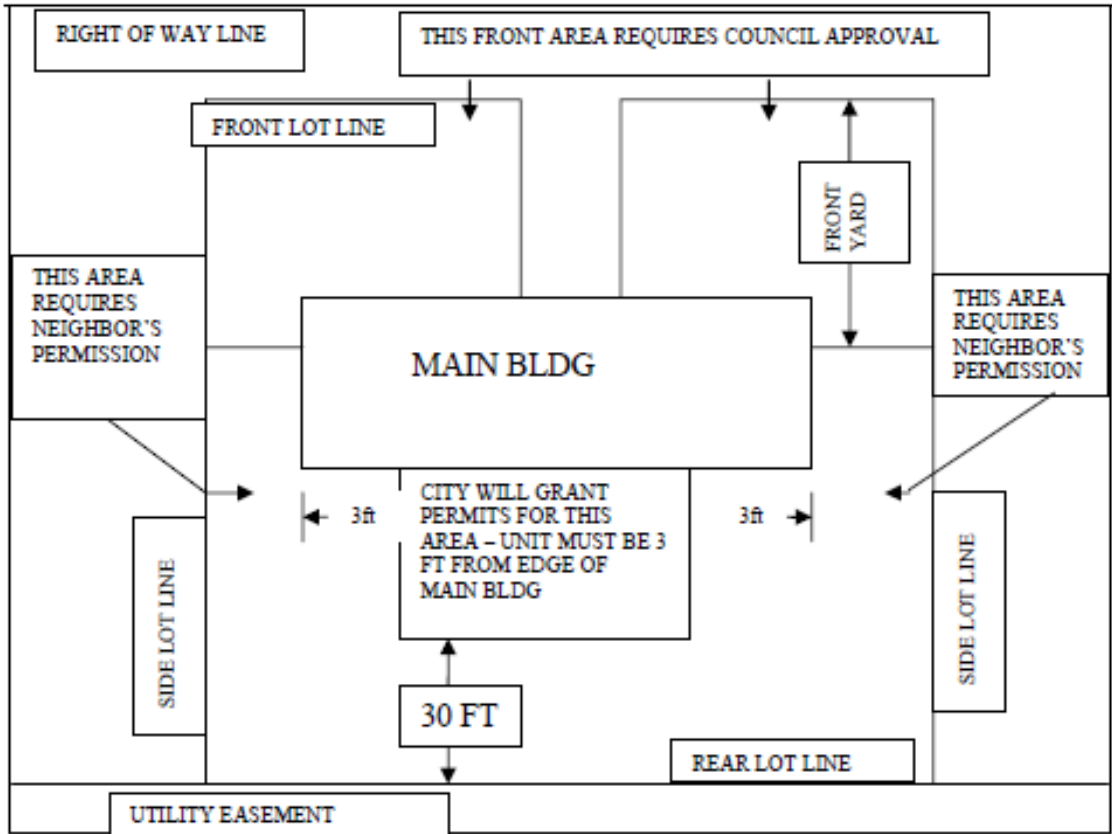 RIGHT OF WAY LINE
THIS FRONT AREA REQUIRES COUNCIL APPROVAL
FRONT LOT LINE
FRONT
YARD
THIS AREA
REQUIRES
NEIGHBOR'S
PERMISSION
THIS AREA
REQUIRES
NEIGHBOR'S
PERMISSION
MAIN BLDG
3ft
CITY WILL GRANT
PERMITS FOR THIS
AREA – UNIT MUST BE 3
FT FROM EDGE OF
MAIN BLDG
3ft
SIDE LOT LINE
SIDE LOT LINE
30 FT
REAR LOT LINE
UTILITY EASEMENT